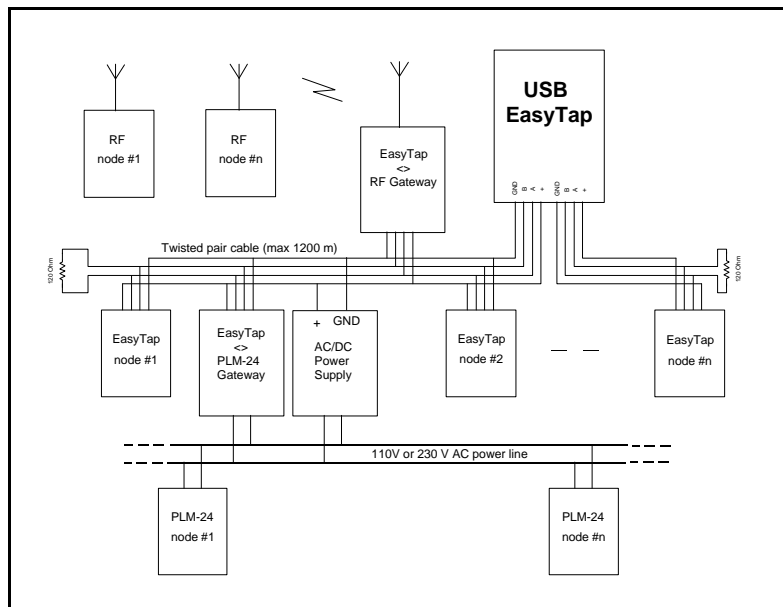 USB
EasyTap
RF
node #1
RF
node #n
EasyTap
<>
RF Gateway
GND
B
A
+
GND
B
A
+
Twisted pair cable (max 1200 m)
120 Ohm
120 Ohm
EasyTap
node #1
EasyTap
<>
PLM-24
Gateway
+ GND
AC/DC
Power
Supply
EasyTap
node #2
EasyTap
node #n
110V or 230 V AC power line
PLM-24
node #1
PLM-24
node #n